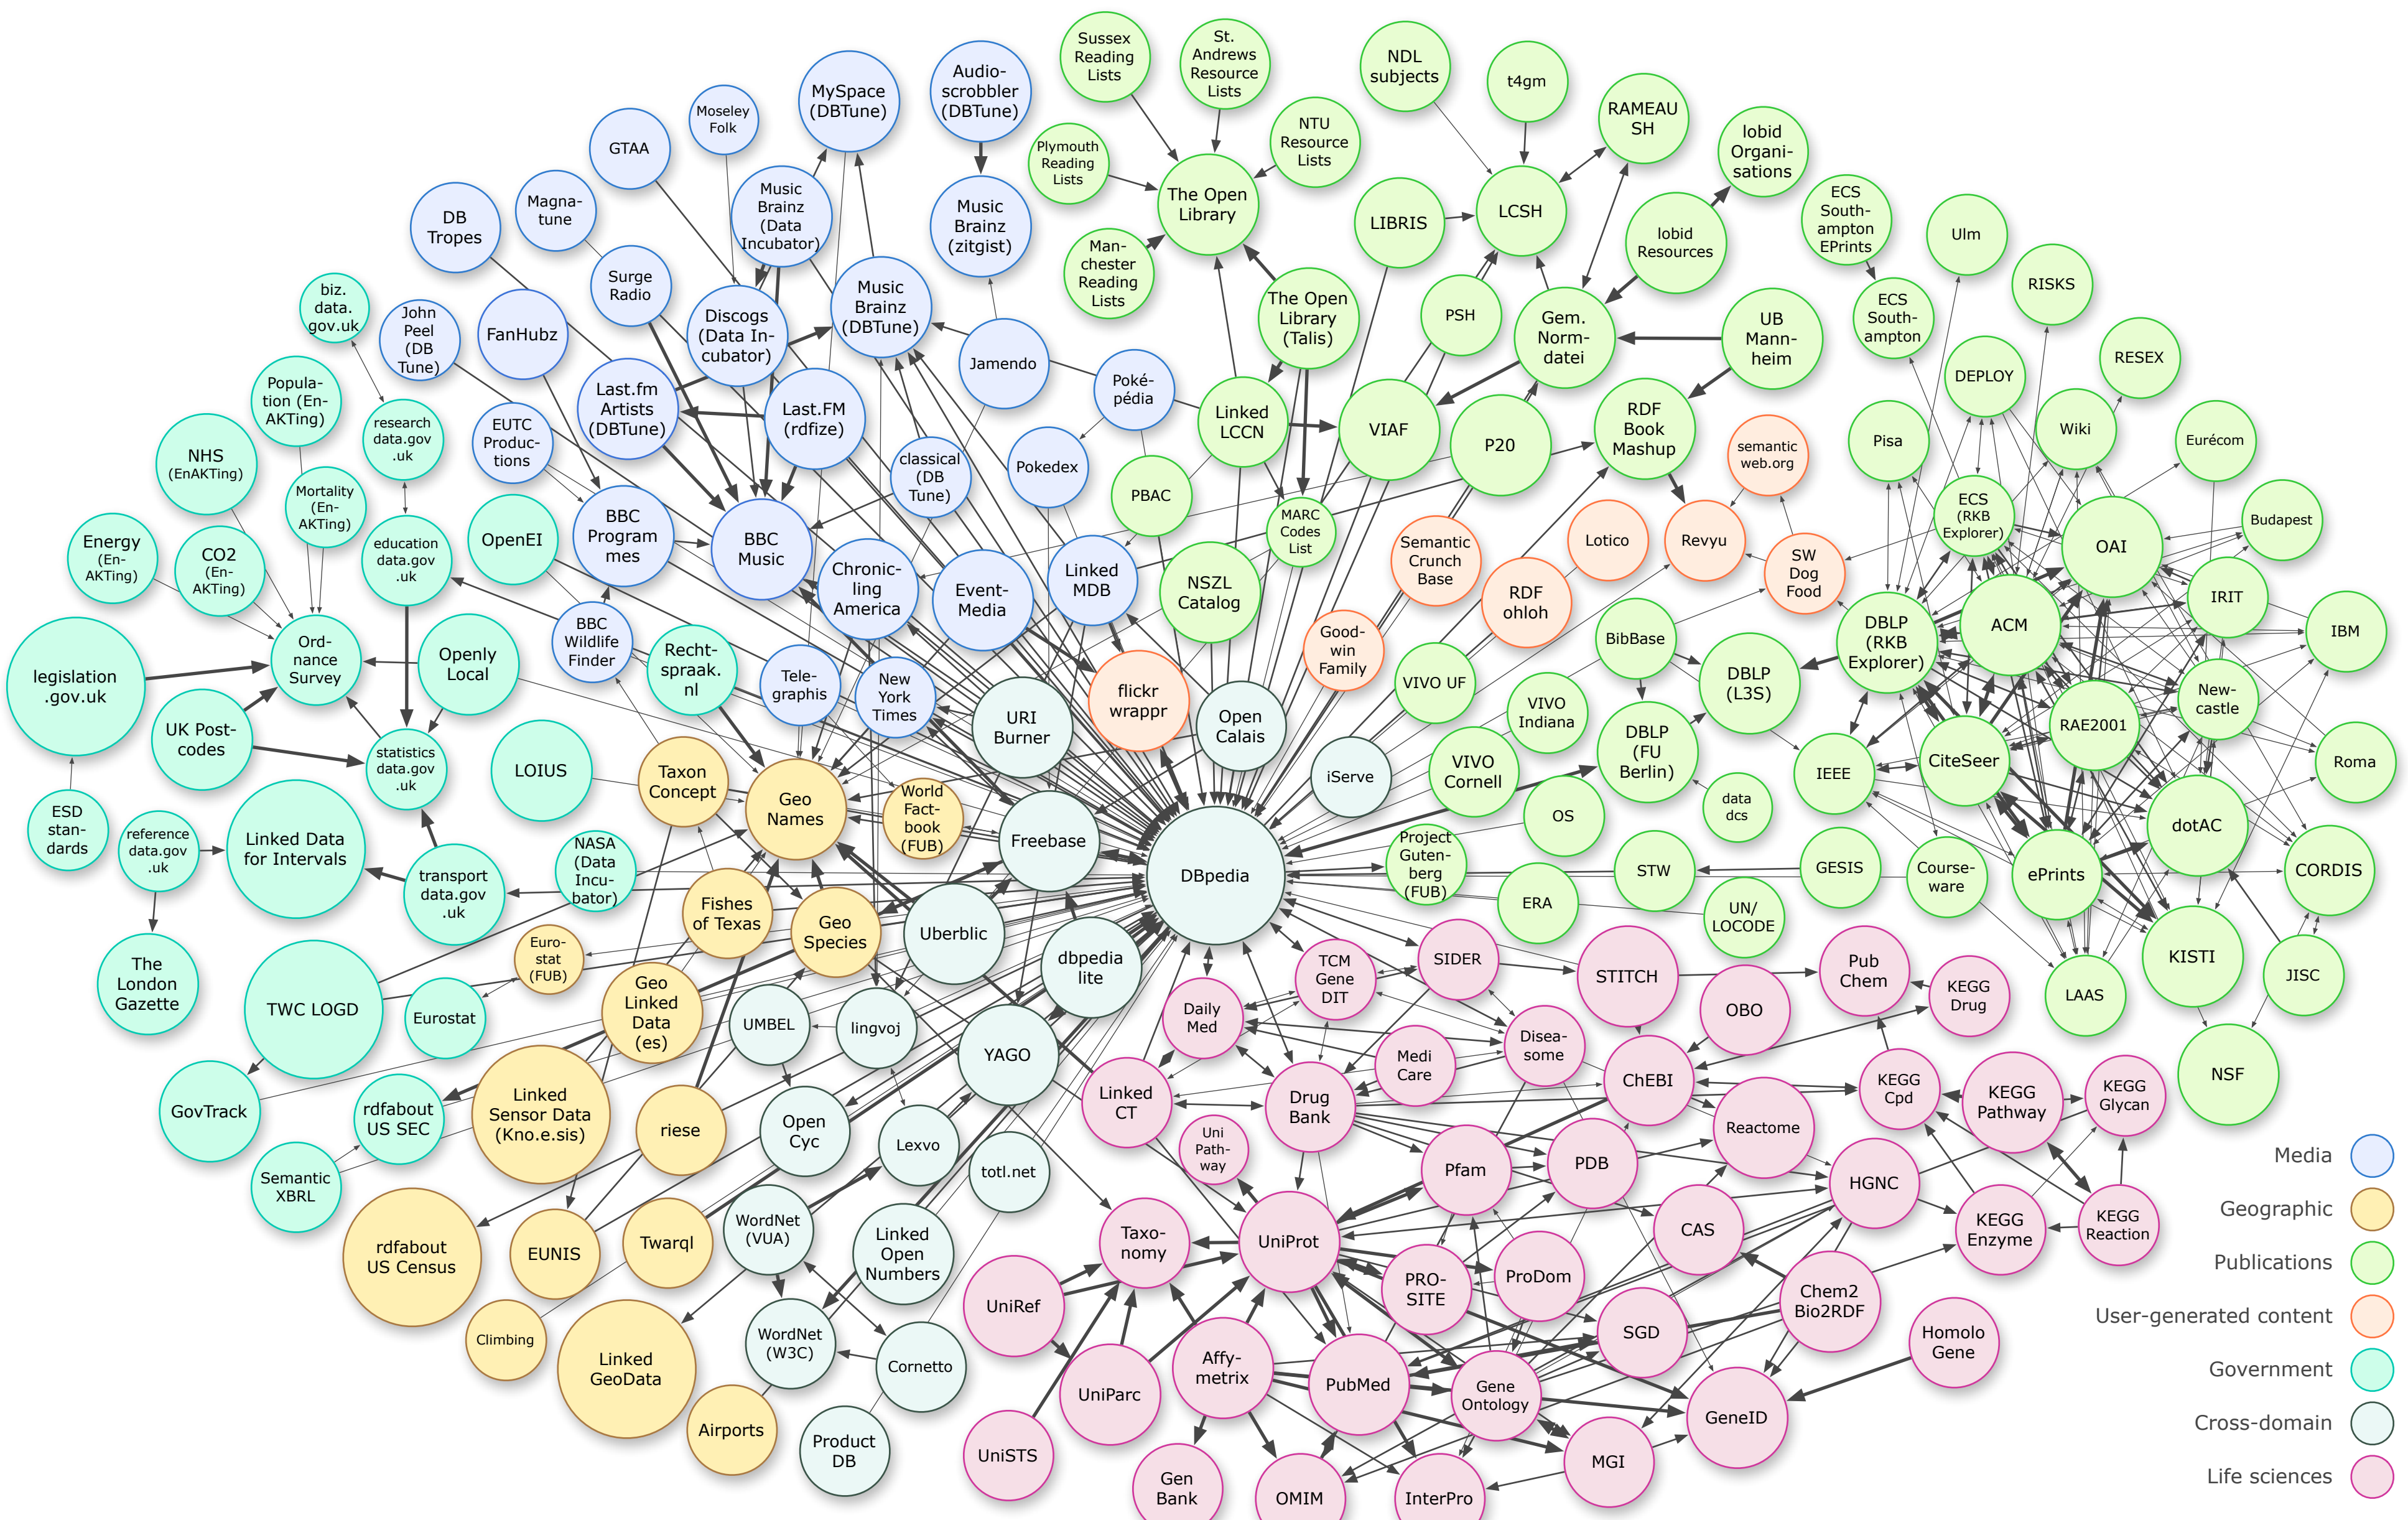 Sussex
Reading
Lists
St.
Andrews
Resource
Lists
NDL
subjects
t4gm
RAMEAU
SH
lobid
Organi-
sations
MySpace
(DBTune)
Audio-
scrobbler
(DBTune)
Moseley
Folk
GTAA
Plymouth
Reading
Lists
NTU
Resource
Lists
The Open
Library
LCSH
LIBRIS
lobid
Resources
ECS
South-
ampton
EPrints
Ulm
DB
Tropes
Magna-
tune
Music
Brainz
(Data
Incubator)
Music
Brainz
(zitgist)
Man-
chester
Reading
Lists
Surge
Radio
biz.
data.
gov.uk
John
Peel
(DB
Tune)
FanHubz
Discogs
(Data In-
cubator)
Music
Brainz
(DBTune)
Jamendo
The Open
Library
(Talis)
PSH
Gem.
Norm-
datei
UB
Mann-
heim
ECS
South-
ampton
RISKS
RESEX
DEPLOY
Popula-
tion (En-
AKTing)
research
data.gov
.uk
EUTC
Produc-
tions
Last.fm
Artists
(DBTune)
Last.FM
(rdfize)
Poké-
pédia
Linked
LCCN
VIAF
P20
RDF
Book
Mashup
semantic
web.org
Pisa
Wiki
Eurécom
NHS
(EnAKTing)
Mortality
(En-
AKTing)
classical
(DB
Tune)
Pokedex
PBAC
MARC
Codes
List
Energy
(En-
AKTing)
CO2
(En-
AKTing)
education
data.gov
.uk
OpenEI
BBC
Program
mes
BBC
Music
Chronic-
ling
America
Event-
Media
Linked
MDB
NSZL
Catalog
Semantic
Crunch
Base
RDF
ohloh
Lotico
Revyu
SW
Dog
Food
ECS
(RKB
Explorer)
OAI
Budapest
legislation
.gov.uk
Ord-
nance
Survey
Openly
Local
BBC
Wildlife
Finder
Recht-
spraak.
nl
Tele-
graphis
New
York
Times
URI
Burner
flickr
wrappr
Open
Calais
Good-
win
Family
VIVO UF
VIVO
Indiana
BibBase
DBLP
(L3S)
DBLP
(RKB
Explorer)
ACM
IRIT
IBM
UK Post-
codes
statistics
data.gov
.uk
LOIUS
Taxon
Concept
Geo
Names
World
Fact-
book
(FUB)
Freebase
iServe
VIVO
Cornell
DBLP
(FU
Berlin)
data
dcs
IEEE
CiteSeer
RAE2001
New-
castle
Roma
ESD
stan-
dards
reference
data.gov
.uk
Linked Data
for Intervals
transport
data.gov
.uk
NASA
(Data
Incu-
bator)
Fishes
of Texas
Geo
Species
Uberblic
dbpedia
lite
DBpedia
Project
Guten-
berg
(FUB)
OS
ERA
STW
UN/
LOCODE
GESIS
Course-
ware
ePrints
dotAC
CORDIS
The
London
Gazette
TWC LOGD
Euro-
stat
(FUB)
Eurostat
Geo
Linked
Data
(es)
UMBEL
lingvoj
YAGO
Daily
Med
TCM
Gene
DIT
SIDER
STITCH
OBO
Pub
Chem
KEGG
Drug
LAAS
KISTI
JISC
NSF
GovTrack
rdfabout
US SEC
Linked
Sensor Data
(Kno.e.sis)
riese
Open
Cyc
Lexvo
totl.net
Linked
CT
Drug
Bank
Medi
Care
Disea-
some
ChEBI
Reactome
KEGG
Cpd
KEGG
Pathway
KEGG
Glycan
Semantic
XBRL
rdfabout
US Census
EUNIS
Twarql
WordNet
(VUA)
Linked
Open
Numbers
Uni
Path-
way
Taxo-
nomy
UniProt
Pfam
PDB
CAS
HGNC
KEGG
Enzyme
KEGG
Reaction
Climbing
Linked
GeoData
Airports
WordNet
(W3C)
Cornetto
Product
DB
UniRef
UniParc
UniSTS
Affy-
metrix
PubMed
PRO-
SITE
ProDom
Gene
Ontology
SGD
Chem2
Bio2RDF
GeneID
Homolo
Gene
Gen
Bank
OMIM
InterPro
MGI
Media
Geographic
Publications
User-generated content
Government
Cross-domain
Life sciences